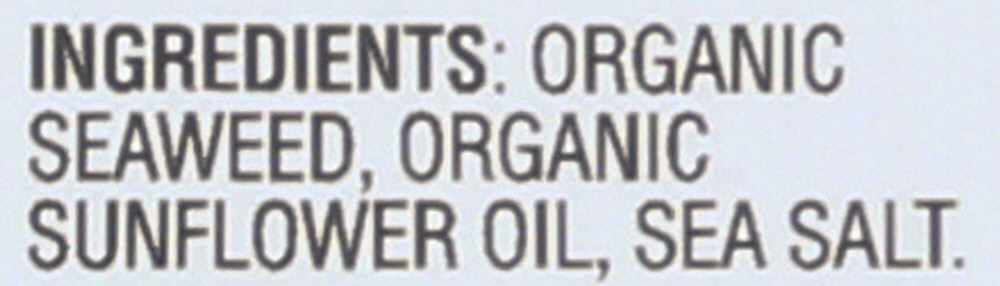 INGREDIENTS: ORGANIC
SEAWEED, ORGANIC
SUNFLOWER OIL, SEA SALT.